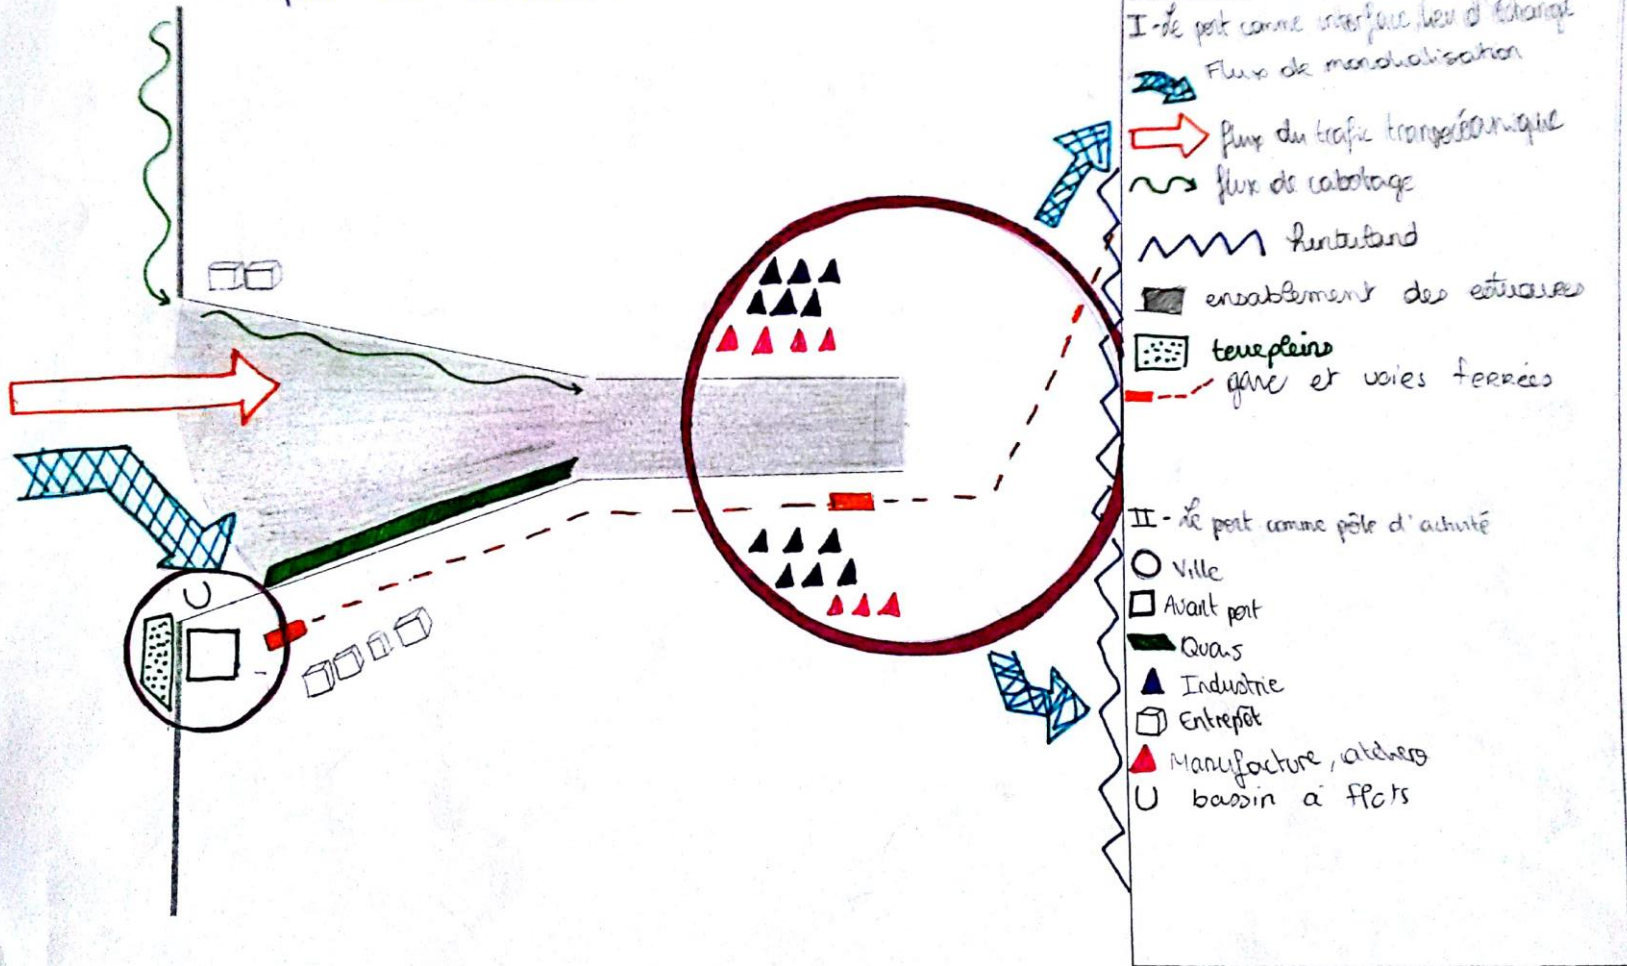 I - Le port comme interface, lieu d'échange
Flux de mondialisation
flux du trafic transocéanique
flux de cabotage
hinterland
ensablement des estuaires
terrepleins
gare et voies ferrées
II - Le port comme pôle d'activité
Ville
Avant port
Quais
Industrie
Entrepôt
Manufacture, ateliers
bassin à flots